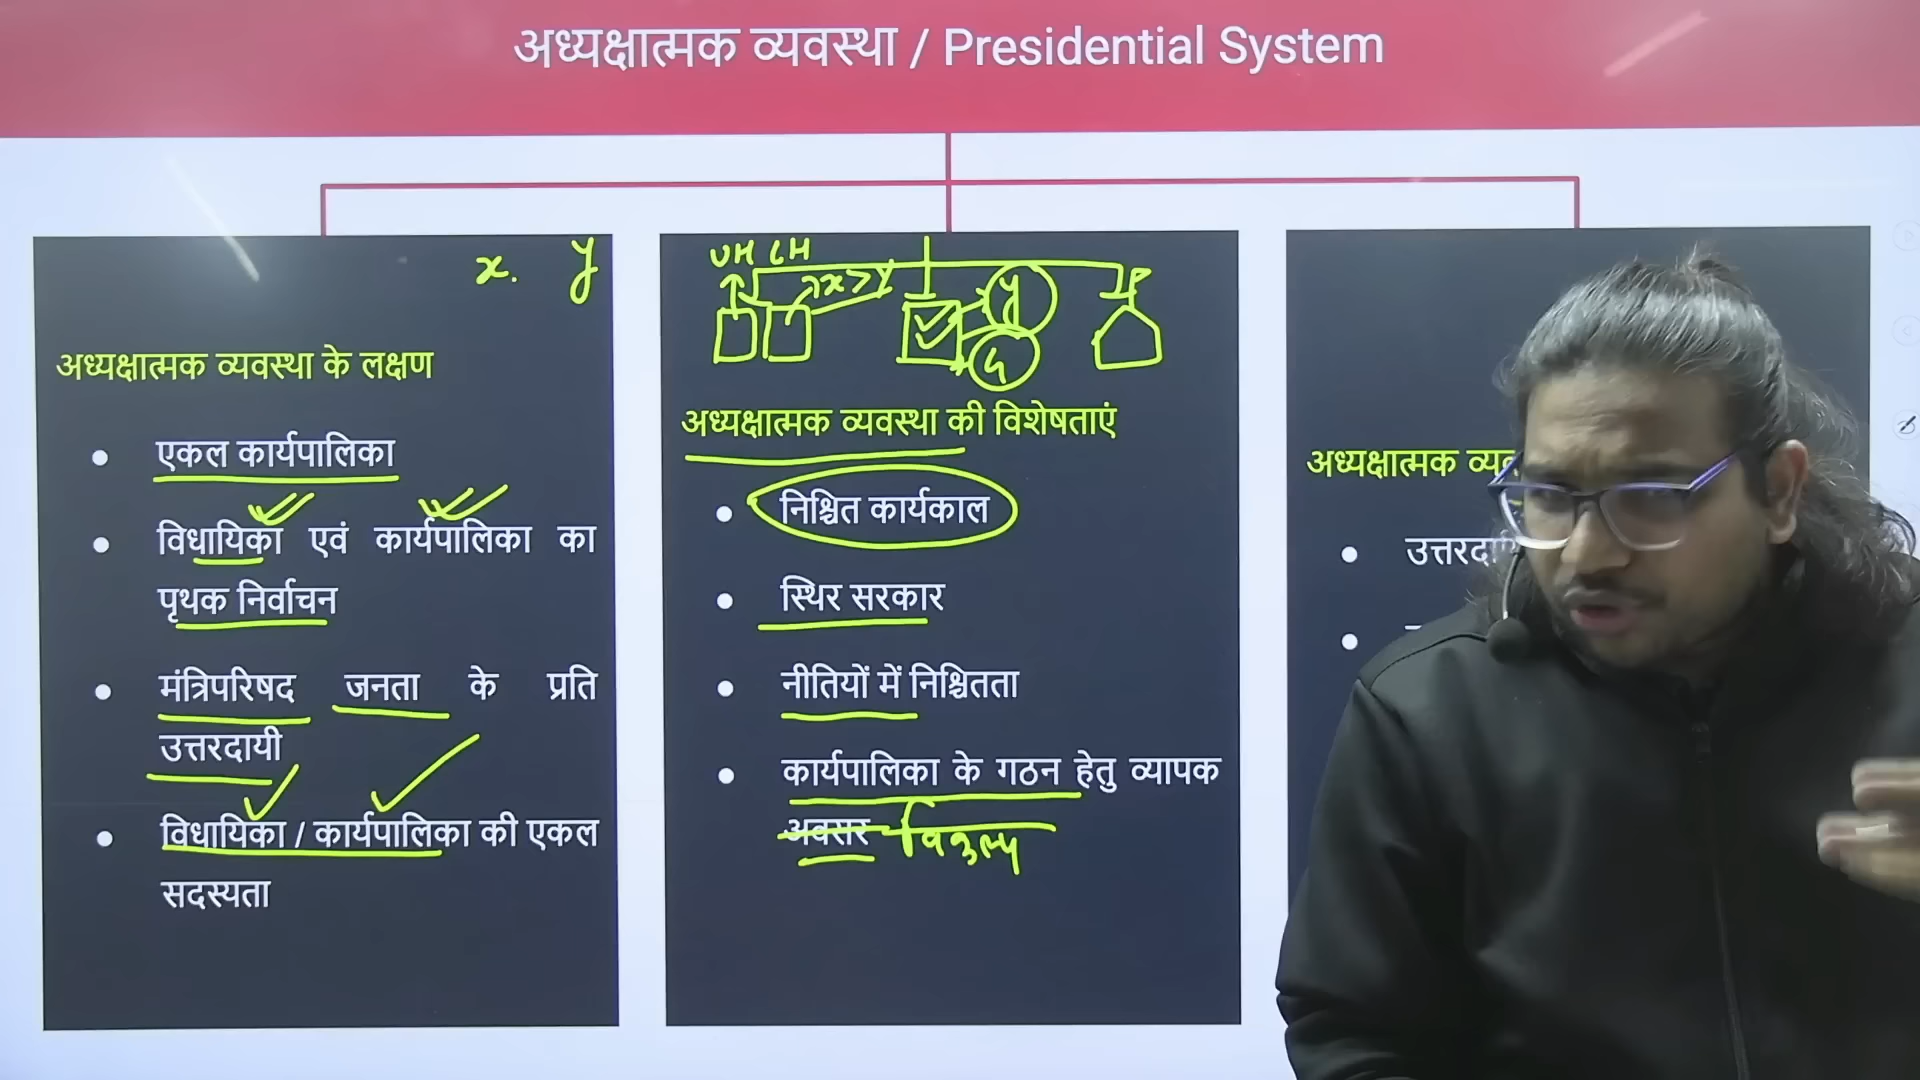 अध्यक्षात्मक व्यवस्था / Presidential System
x. y
अध्यक्षात्मक व्यवस्था के लक्षण
एकल कार्यपालिका
विधायिका एवं कार्यपालिका का
पृथक निर्वाचन
मंत्रिपरिषद जनता के प्रति
उत्तरदायी
विधायिका / कार्यपालिका की एकल
सदस्यता
UH LH
x > y
y
अध्यक्षात्मक व्यवस्था की विशेषताएं
निश्चित कार्यकाल
स्थिर सरकार
नीतियों में निश्चितता
कार्यपालिका के गठन हेतु व्यापक
अवसर विकल्प
अध्यक्षात्मक